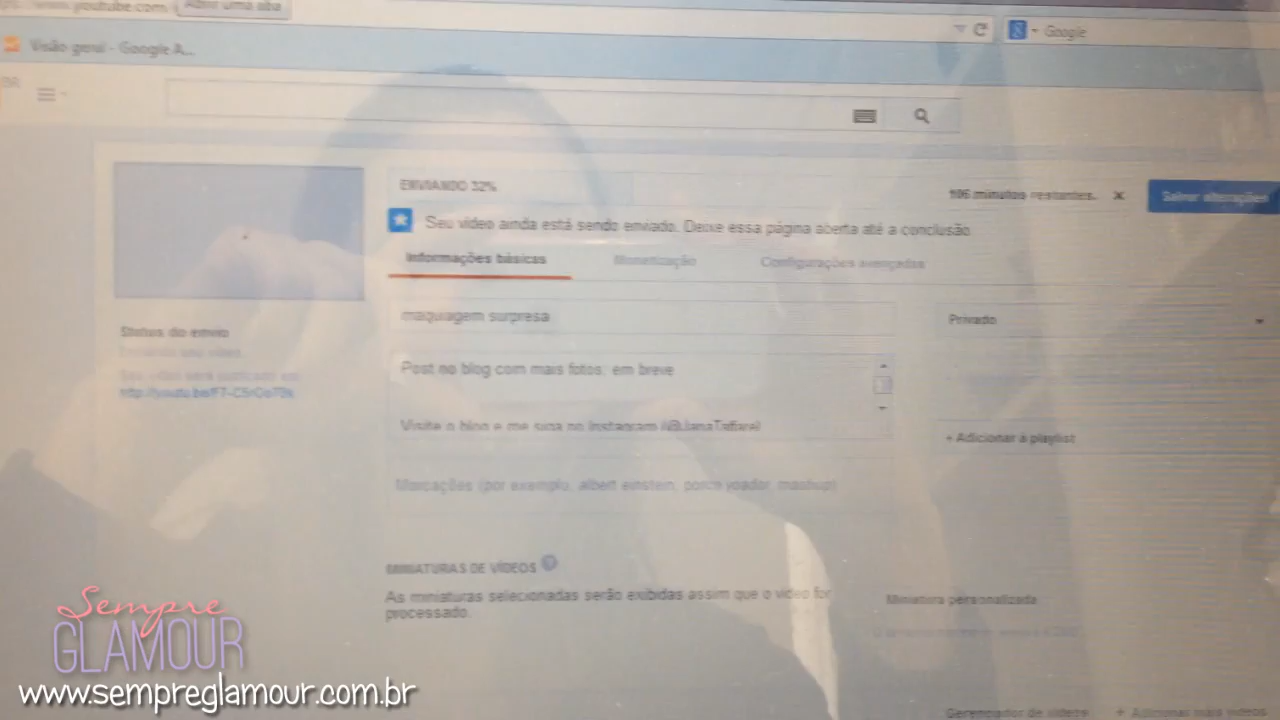 www.youtube.com
Abrir uma aba
Google
Visão geral - Google A...
ENVIANDO 32%
106 minutos restantes.
Salvar alterações
Seu vídeo ainda está sendo enviado. Deixe essa página aberta até a conclusão
Informações básicas
Monetização
Configurações avançadas
maquiagem surpresa
Privado
Status do envio
Post no blog com mais fotos, em breve
Visite o blog e me siga no Instagram
+ Adicionar à playlist
Marcações (por exemplo, albert einstein, porco voador, mashup)
MINIATURAS DE VÍDEOS
As miniaturas selecionadas serão exibidas assim que o vídeo for
processado.
Miniatura personalizada
Sempre
GLAMOUR
www.sempreglamour.com.br
Gerenciador de vídeos
+ Adicionar mais vídeos